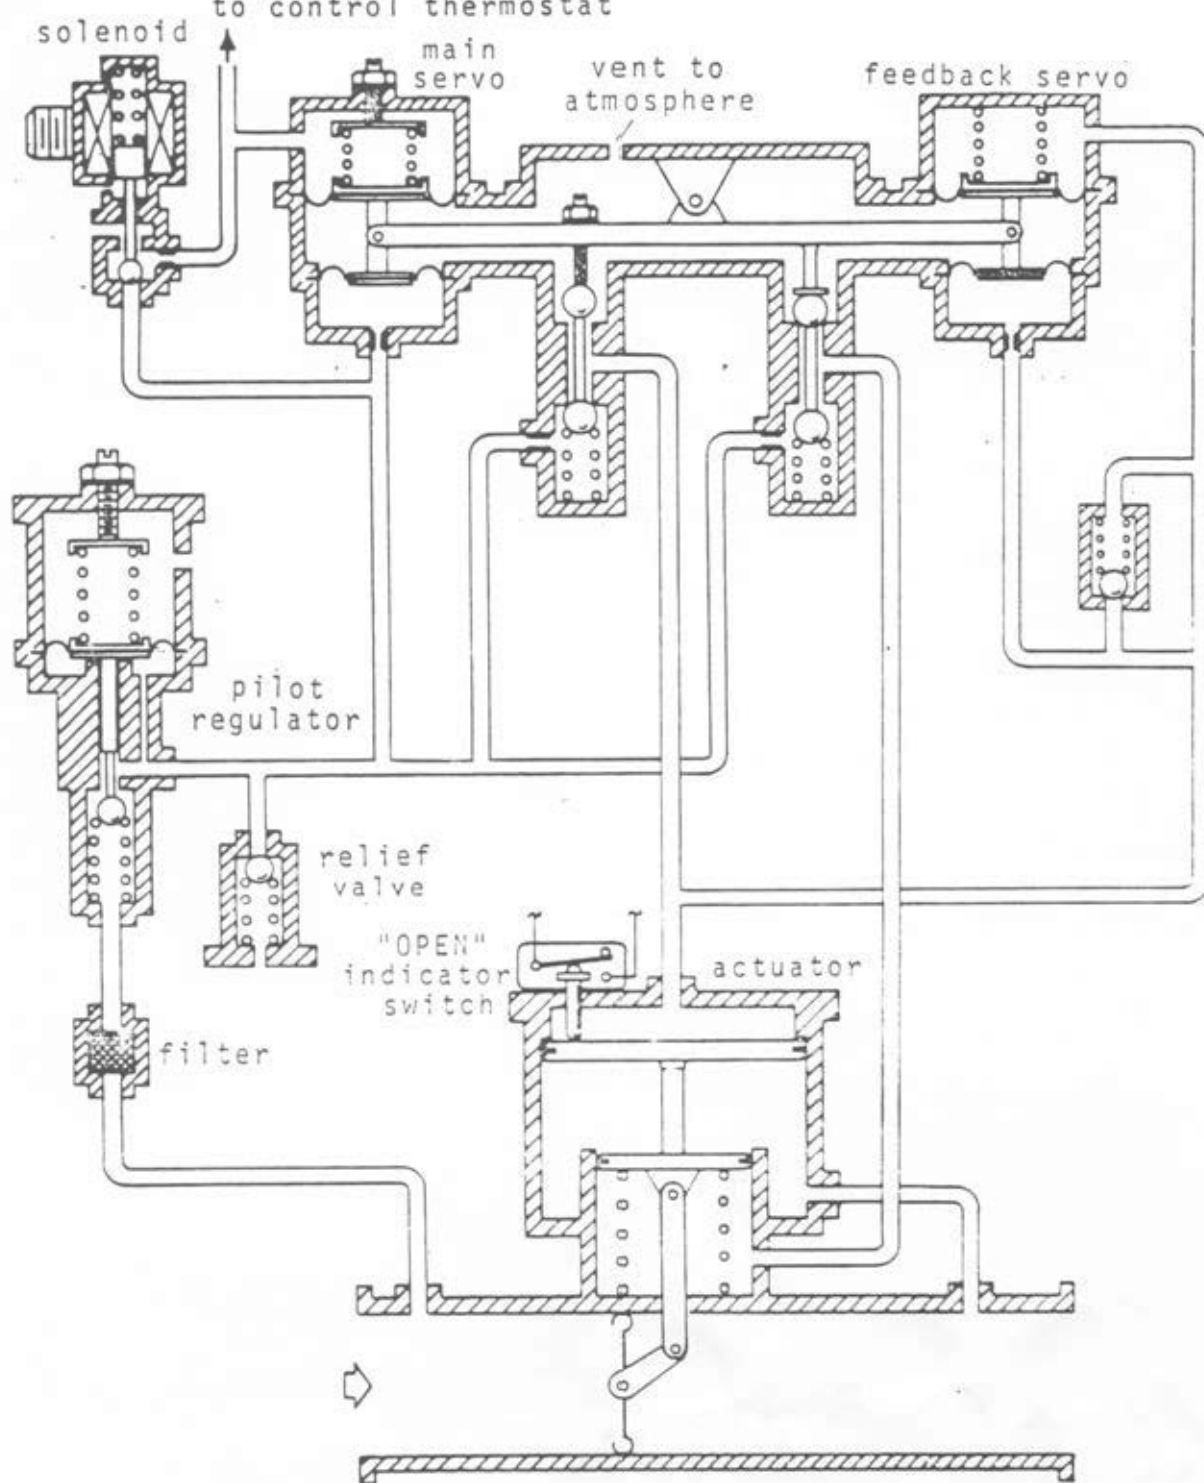 to control thermostat
solenoid
main
servo
vent to
atmosphere
feedback servo
pilot
regulator
relief
valve
"OPEN"
indicator
switch
actuator
filter